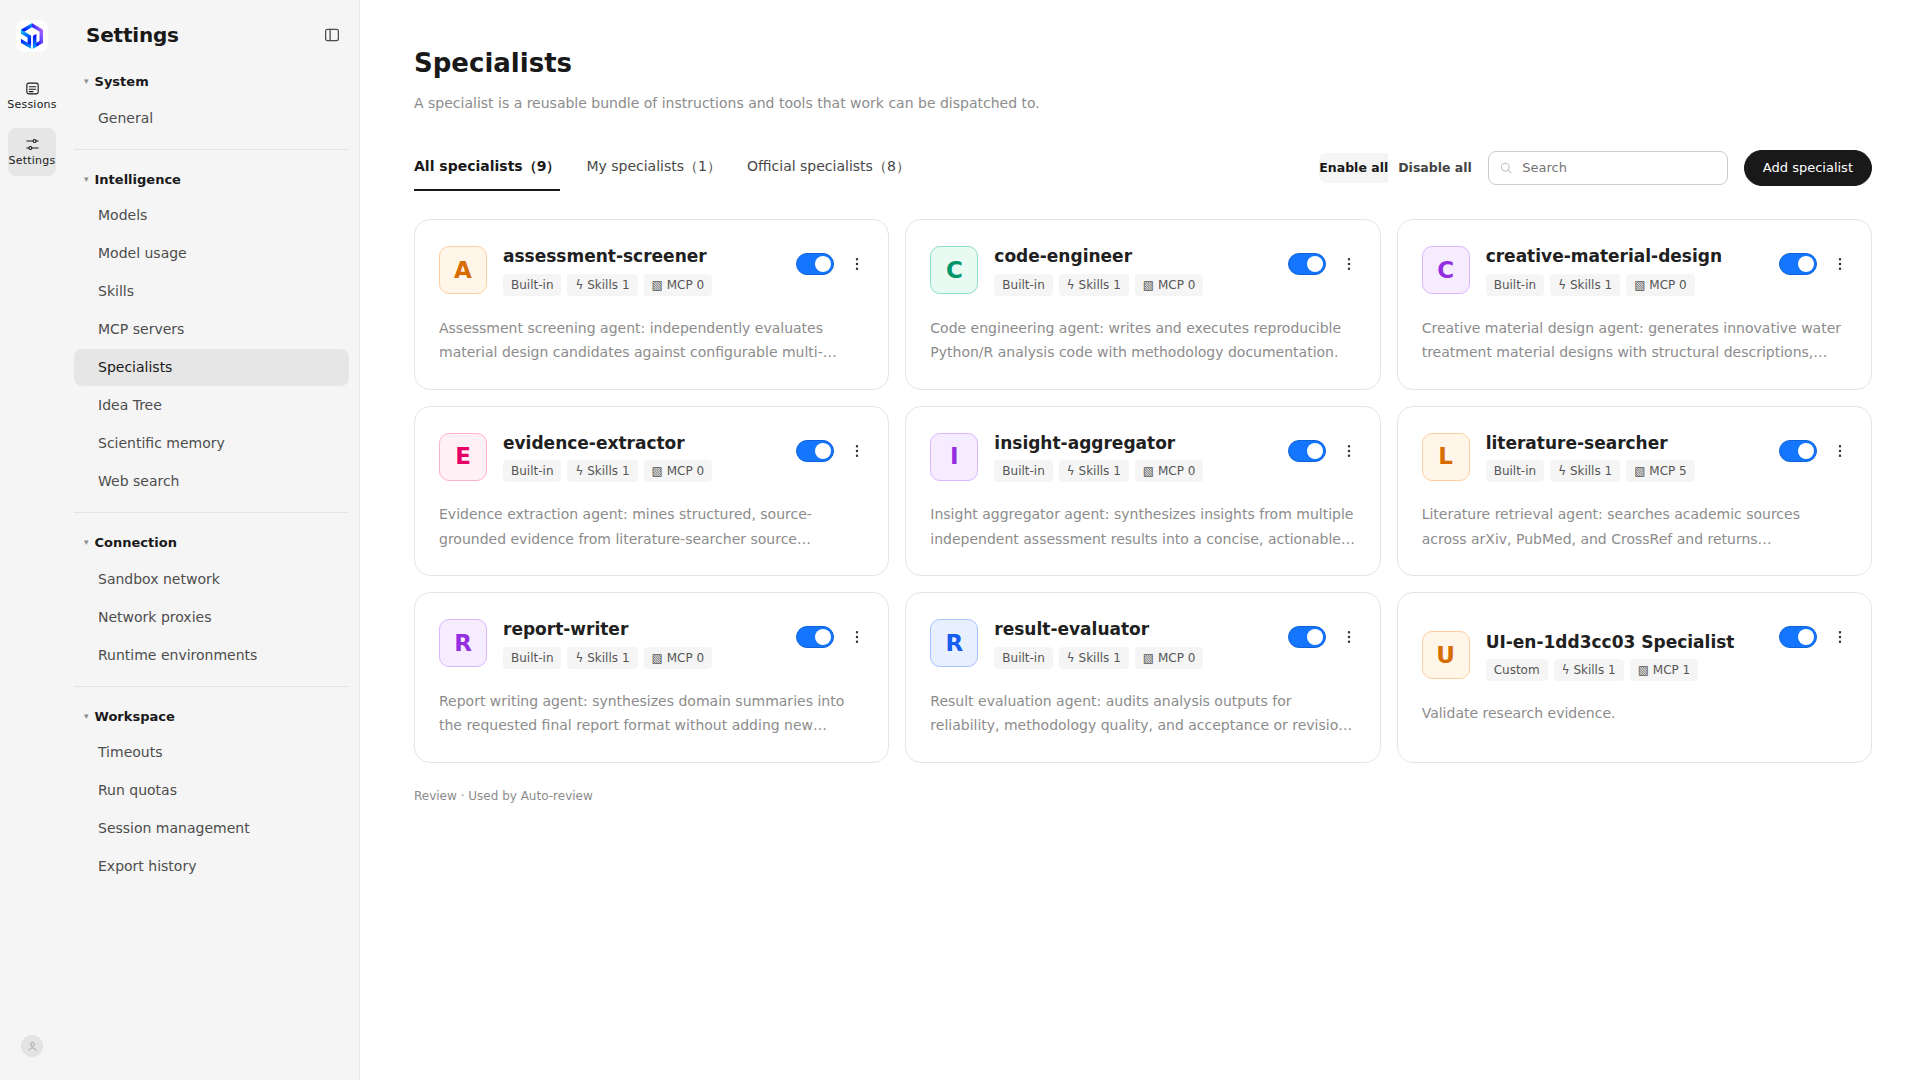 Settings
Sessions
Settings
System
General
Intelligence
Models
Model usage
Skills
MCP servers
Specialists
Idea Tree
Scientific memory
Web search
Connection
Sandbox network
Network proxies
Runtime environments
Workspace
Timeouts
Run quotas
Session management
Export history
Specialists
A specialist is a reusable bundle of instructions and tools that work can be dispatched to.
All specialists（9） My specialists（1） Official specialists（8） Enable all Disable all Search Add specialist
A
assessment-screener
Built-in Skills 1 MCP 0
Assessment screening agent: independently evaluates
material design candidates against configurable multi-…
C
code-engineer
Built-in Skills 1 MCP 0
Code engineering agent: writes and executes reproducible
Python/R analysis code with methodology documentation.
C
creative-material-design
Built-in Skills 1 MCP 0
Creative material design agent: generates innovative water
treatment material designs with structural descriptions,…
E
evidence-extractor
Built-in Skills 1 MCP 0
Evidence extraction agent: mines structured, source-
grounded evidence from literature-searcher source…
I
insight-aggregator
Built-in Skills 1 MCP 0
Insight aggregator agent: synthesizes insights from multiple
independent assessment results into a concise, actionable…
L
literature-searcher
Built-in Skills 1 MCP 5
Literature retrieval agent: searches academic sources
across arXiv, PubMed, and CrossRef and returns…
R
report-writer
Built-in Skills 1 MCP 0
Report writing agent: synthesizes domain summaries into
the requested final report format without adding new…
R
result-evaluator
Built-in Skills 1 MCP 0
Result evaluation agent: audits analysis outputs for
reliability, methodology quality, and acceptance or revisio…
U
UI-en-1dd3cc03 Specialist
Custom Skills 1 MCP 1
Validate research evidence.
Review · Used by Auto-review